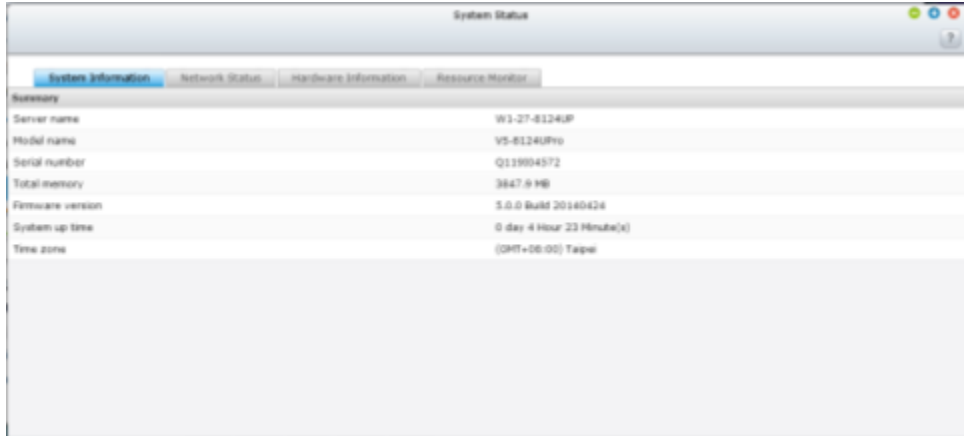 System Status
?
System Information Network Status Hardware Information Resource Monitor
Summary
Server name W1-27-8124UP
Model name VS-8124UPro
Serial number Q119I04572
Total memory 3847.9 MB
Firmware version 5.0.0 Build 20140424
System up time 0 day 4 Hour 23 Minute(s)
Time zone (GMT+08:00) Taipei